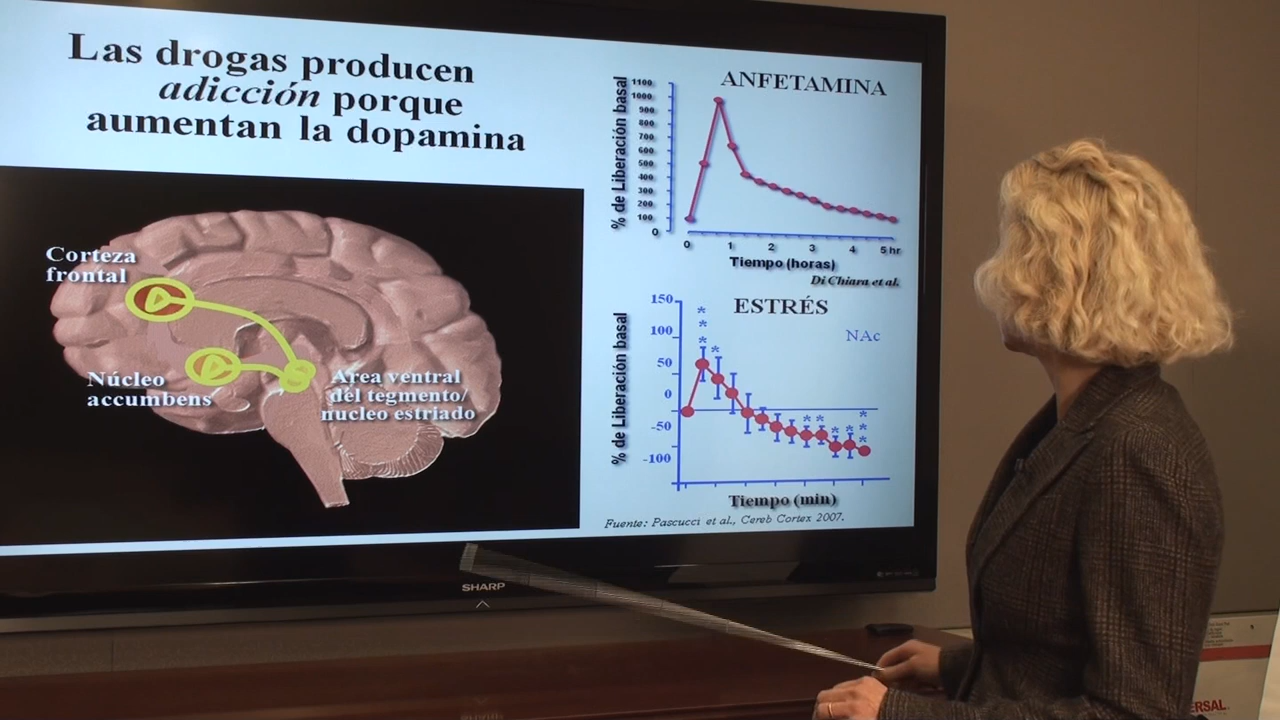 Las drogas producen
adicción porque
aumentan la dopamina
Corteza
frontal
Núcleo
accumbens
Area ventral
del tegmento/
nucleo estriado
ANFETAMINA
% de Liberación basal
1100
1000
900
800
700
600
500
400
300
200
100
0
0 1 2 3 4 5 hr
Tiempo (horas)
Di Chiara et al.
ESTRÉS
NAc
% de Liberación basal
150
100
50
0
-50
-100
* * *
*
* *
* *
* * *
Tiempo (min)
Fuente: Pascucci et al., Cereb Cortex 2007.
SHARP
ERSAL.